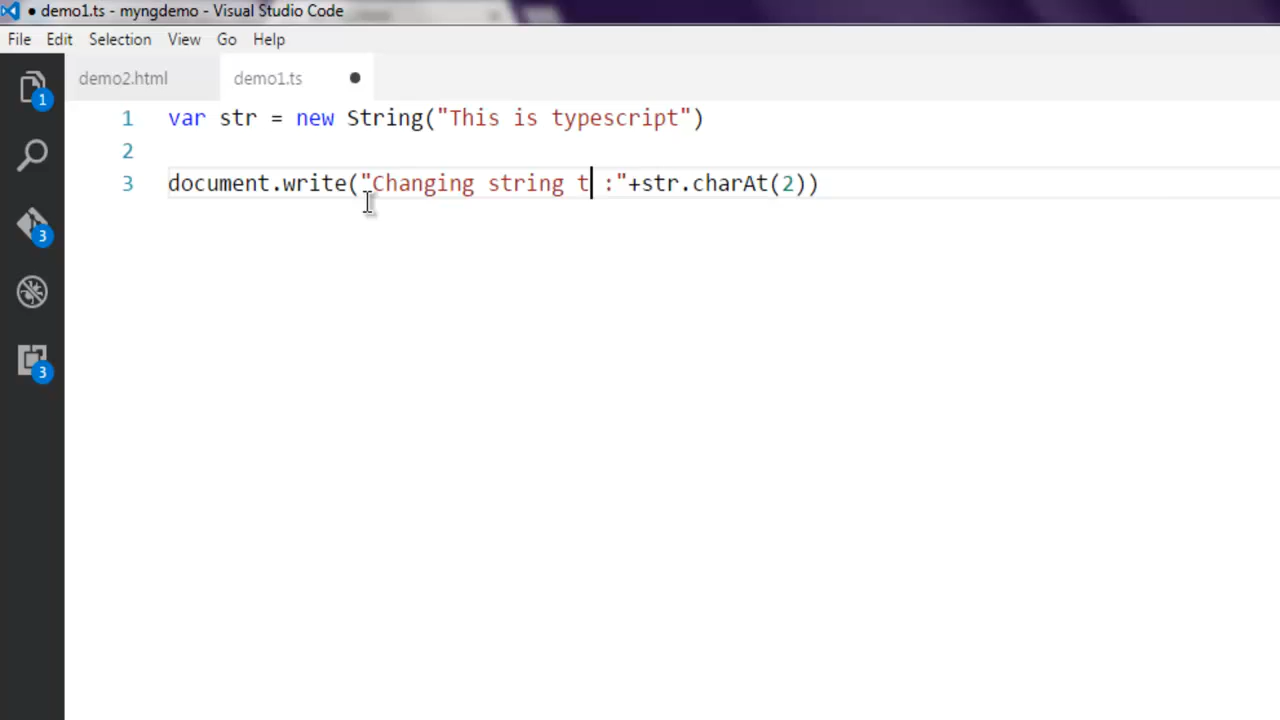 ● demo1.ts - myngdemo - Visual Studio Code
File Edit Selection View Go Help
demo2.html demo1.ts ●
1 var str = new String("This is typescript")
2
3 document.write("Changing string t :"+str.charAt(2))
1
3
3